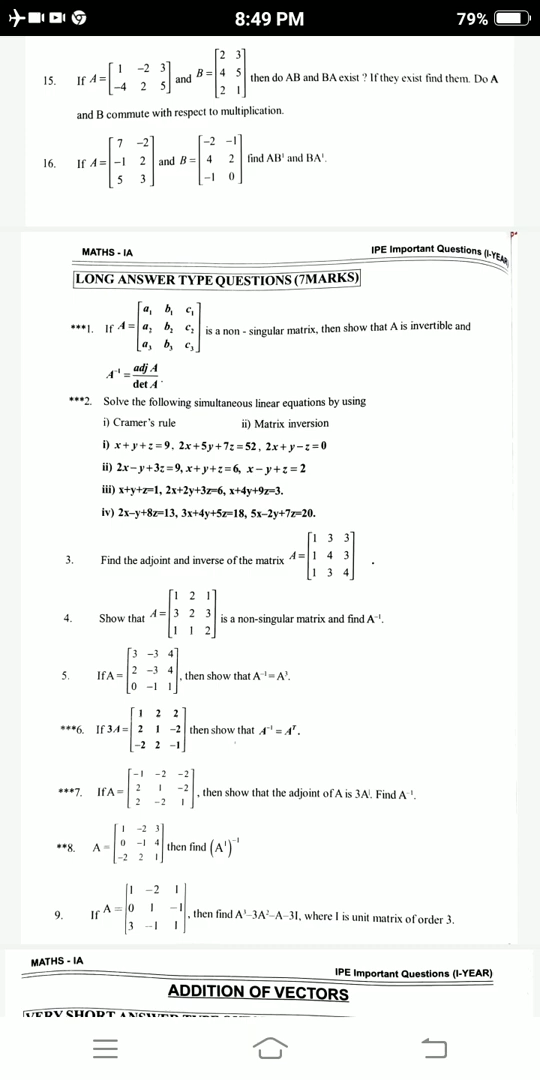 8:49 PM 79%
15. If A = [1 -2 3; -4 2 5] and B = [2 3; 4 5; 2 1] then do AB and BA exist ? If they exist find them. Do A
and B commute with respect to multiplication.
16. If A = [7 -2; -1 2; 5 3] and B = [-2 -1; 4 2; -1 0] find AB¹ and BA¹.
MATHS - IA IPE Important Questions (I-YEAR
LONG ANSWER TYPE QUESTIONS (7MARKS)
***1. If A = [a₁ b₁ c₁; a₂ b₂ c₂; a₃ b₃ c₃] is a non - singular matrix, then show that A is invertible and
A⁻¹ = adj A / det A .
***2. Solve the following simultaneous linear equations by using
i) Cramer's rule ii) Matrix inversion
i) x+y+z=9, 2x+5y+7z=52, 2x+y-z=0
ii) 2x-y+3z=9, x+y+z=6, x-y+z=2
iii) x+y+z=1, 2x+2y+3z=6, x+4y+9z=3.
iv) 2x-y+8z=13, 3x+4y+5z=18, 5x-2y+7z=20.
3. Find the adjoint and inverse of the matrix A = [1 3 3; 1 4 3; 1 3 4] .
4. Show that A = [1 2 1; 3 2 3; 1 1 2] is a non-singular matrix and find A⁻¹.
5. If A = [3 -3 4; 2 -3 4; 0 -1 1], then show that A⁻¹=A³.
***6. If 3A = [1 2 2; 2 1 -2; -2 2 -1] then show that A⁻¹ = Aᵀ.
***7. If A = [-1 -2 -2; 2 1 -2; 2 -2 1], then show that the adjoint of A is 3A¹. Find A⁻¹.
**8. A = [1 -2 3; 0 -1 4; -2 2 1] then find (A¹)⁻¹
9. If A = [1 -2 1; 0 1 -1; 3 -1 1], then find A³-3A²-A-3I, where I is unit matrix of order 3.
MATHS - IA IPE Important Questions (I-YEAR)
ADDITION OF VECTORS